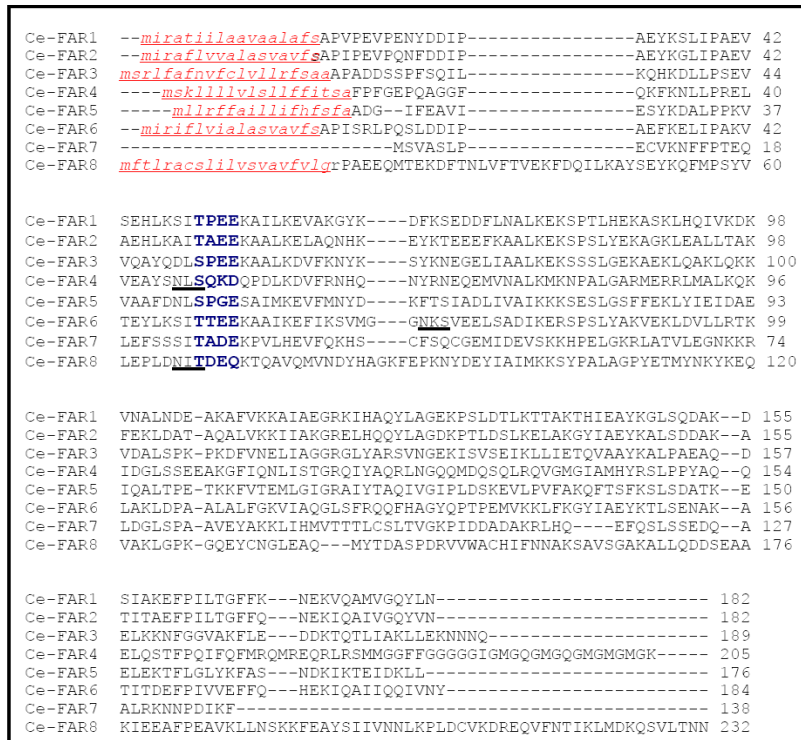 Ce-FAR1 --miratiilaavaalafsAPVPEVPENYDDIP----------------AEYKSLIPAEV 42
Ce-FAR2 --miraflvvalasvavfsAPIPEVPQNFDDIP----------------AEYVKGLIPAEV 42
Ce-FAR3 msrlfafnvfclvllrfsaaAPADDSSPFSQIL----------------KQHKDLLPSEV 44
Ce-FAR4 ----mskllllvlsllffitsaFPFGEPQAGGF----------------QKFKNLLPREL 40
Ce-FAR5 -----mllrffaillifhfsfaADG--IFEAVI----------------ESYKDALPPKV 37
Ce-FAR6 --miriflvialasvavfsAPISRLPQSLDDIP----------------AEFKELIPAKV 42
Ce-FAR7 --------------------------MSVASLP----------------ECVKNFFPTEQ 18
Ce-FAR8 mftlracslilvsvavfvlgrPAEEQMTEKDFTNLVFTVEKFDQILKAYSEYKQFMPSYV 60
Ce-FAR1 SEHLKSITPEEKAILKEVAKGYK----DFKSEDDFLNALKEKSPTLHEKASKLHQIVKDK 98
Ce-FAR2 AEHLKAITAEEKAALKELAQNHK----EYKTEEEFKAALKEKSPSLYEKAGKLEALLTAK 98
Ce-FAR3 VQAYQDLSPEEKAALKDVFKNYK----SYKNEGELIAALKEKSSSLGEKAEKLQAKLQKK 100
Ce-FAR4 VEAYSNLSQKDQPDLKDVFRNHQ----NYRNEQEMVNALKMKNPALGARMERRLMALKQK 96
Ce-FAR5 VAAFDNLSPGESAIMKEVFMNYD----KFTSIADLIVAIKKKSESLGSFFEKLYIEIDAE 93
Ce-FAR6 TEYLKSITTEEKAAIKEFIKSVMG---GNKSVEELSADIKERSPSLYAKVEKLDVLLRTK 99
Ce-FAR7 LEFSSSITADEKPVLHEVFQKHS----CFSQCGEMIDEVSKKHPELGKRLATVLEGNKKR 74
Ce-FAR8 LEPLDNITDEQKTQAVQMVNDYHAGKFEPKNYDEYIAIMKKSYPALAGPYETMYNKYKEQ 120
Ce-FAR1 VNALNDE-AKAFVKKAIAEGRKIHAQYLAGEKPSLDTLKTTAKTHIEAYKGLSQDAK--D 155
Ce-FAR2 FEKLDAT-AQALVKKIIAKGRELHQQYLAGDKPTLDSLKELAKGYIAEYKALSDDAK--A 155
Ce-FAR3 VDALSPK-PKDFVNELIAGGRGLYARSVNGEKISVSELKLLIETQVAAYKALPAEAQ--D 157
Ce-FAR4 IDGLSSEEAKGFIQNLISTGRQIYAQRLNGQQMDQSQLRQVGMGIAMHYRSLPPYAQ--Q 154
Ce-FAR5 IQALTPE-TKKFVTEMLGIGRAIYTAQIVGIPLDSKEVLPVFAKQFTSFKSLSDATK--E 150
Ce-FAR6 LAKLDPA-ALALFGKVIAQGLSFRQQFHAGYQPTPEMVKKLFKGYIAEYKTLSENAK--A 156
Ce-FAR7 LDGLSPA-AVEYAKKLIHMVTTTLCSLTVGKPIDDADAKRLHQ---EFQSLSSEDQ--A 127
Ce-FAR8 VAKLGPK-GQEYCNGLEAQ---MYTDASPDRVVWACHIFNNAKSAVSGAKALLQDDSEAA 176
Ce-FAR1 SIAKEFPILTGFFK---NEKVQAMVGQYLN--------------------------- 182
Ce-FAR2 TITAEFPILTGFFQ---NEKIQAIVGQYVN--------------------------- 182
Ce-FAR3 ELKKNFGGVAKFLE---DDKTQTLIAKLLEKNNNQ---------------------- 189
Ce-FAR4 ELQSTFPQIFQFMRQMREQRLRSMMGGFFGGGGGIGMGQGMGQGMGMGMGK----- 205
Ce-FAR5 ELEKTFLGLYKFAS---NDKIKTEIDKLL---------------------------- 176
Ce-FAR6 TITDEFPIVVEFFQ---HEKIQAIIQQIVNY-------------------------- 184
Ce-FAR7 ALRKNNPDIKF---------------------------------------------- 138
Ce-FAR8 KIEEAFPEAVKLLNSKKFEAYSIIVNNLKPLDCVKDREQVFNTIKLMDKQSVLTNN 232